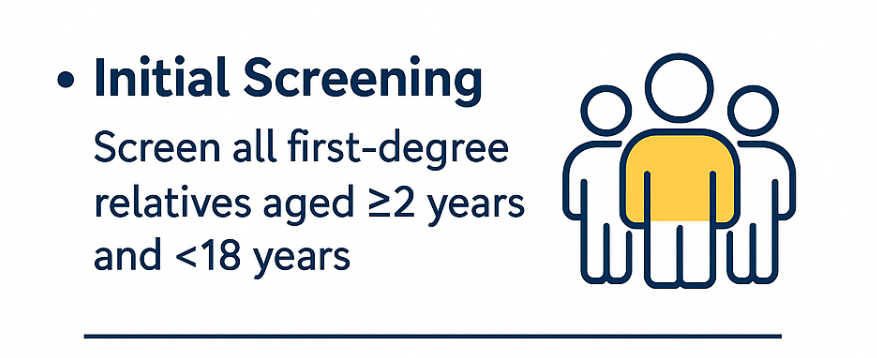 • Initial Screening
Screen all first-degree
relatives aged ≥2 years
and <18 years